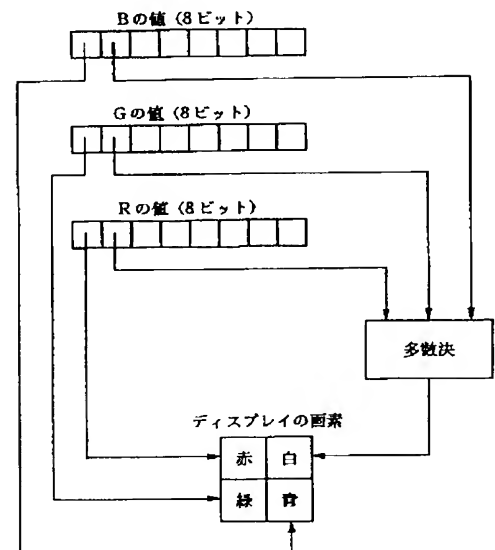 Bの値（8ビット）
Gの値（8ビット）
Rの値（8ビット）
多数決
ディスプレイの画素
赤 白
緑 青